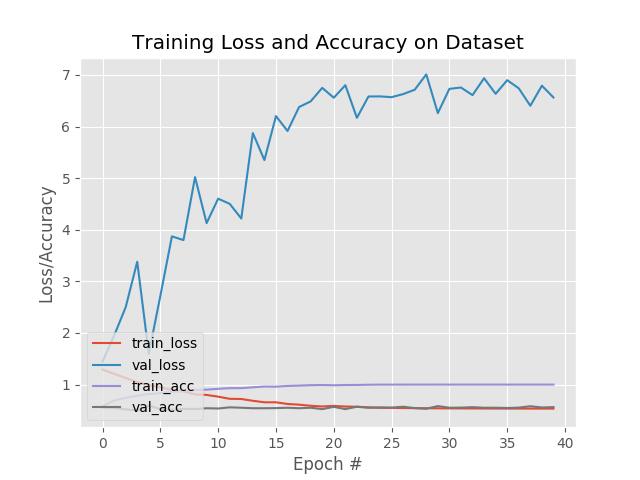 Training Loss and Accuracy on Dataset
7
6
5
4
3
2
1
Loss/Accuracy
train_loss
val_loss
train_acc
val_acc
0 5 10 15 20 25 30 35 40
Epoch #